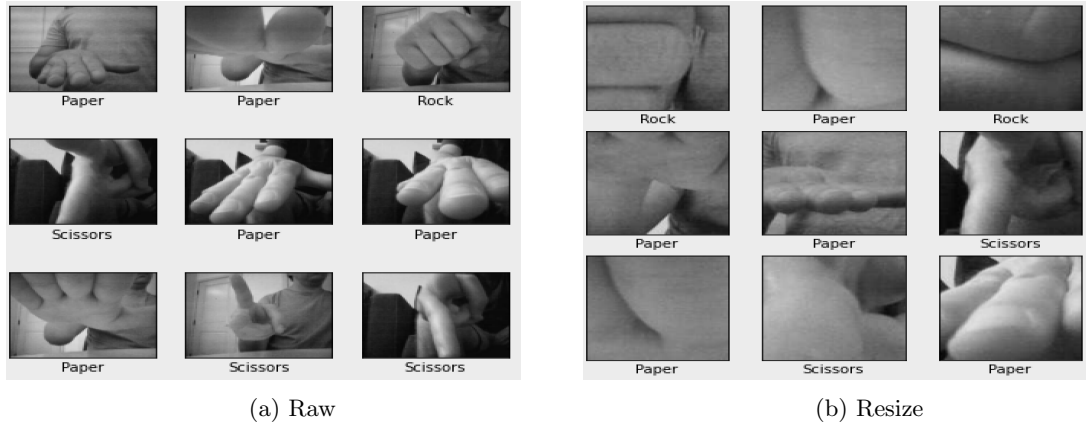 Paper Paper Rock
Scissors Paper Paper
Paper Scissors Scissors
(a) Raw
Rock Paper Rock
Paper Paper Scissors
Paper Scissors Paper
(b) Resize